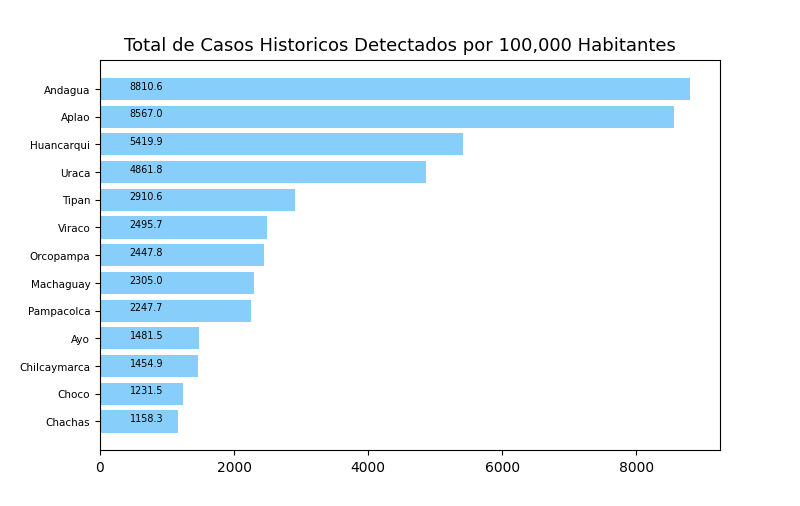 Total de Casos Historicos Detectados por 100,000 Habitantes
Andagua 8810.6
Aplao 8567.0
Huancarqui 5419.9
Uraca 4861.8
Tipan 2910.6
Viraco 2495.7
Orcopampa 2447.8
Machaguay 2305.0
Pampacolca 2247.7
Ayo 1481.5
Chilcaymarca 1454.9
Choco 1231.5
Chachas 1158.3
0 2000 4000 6000 8000